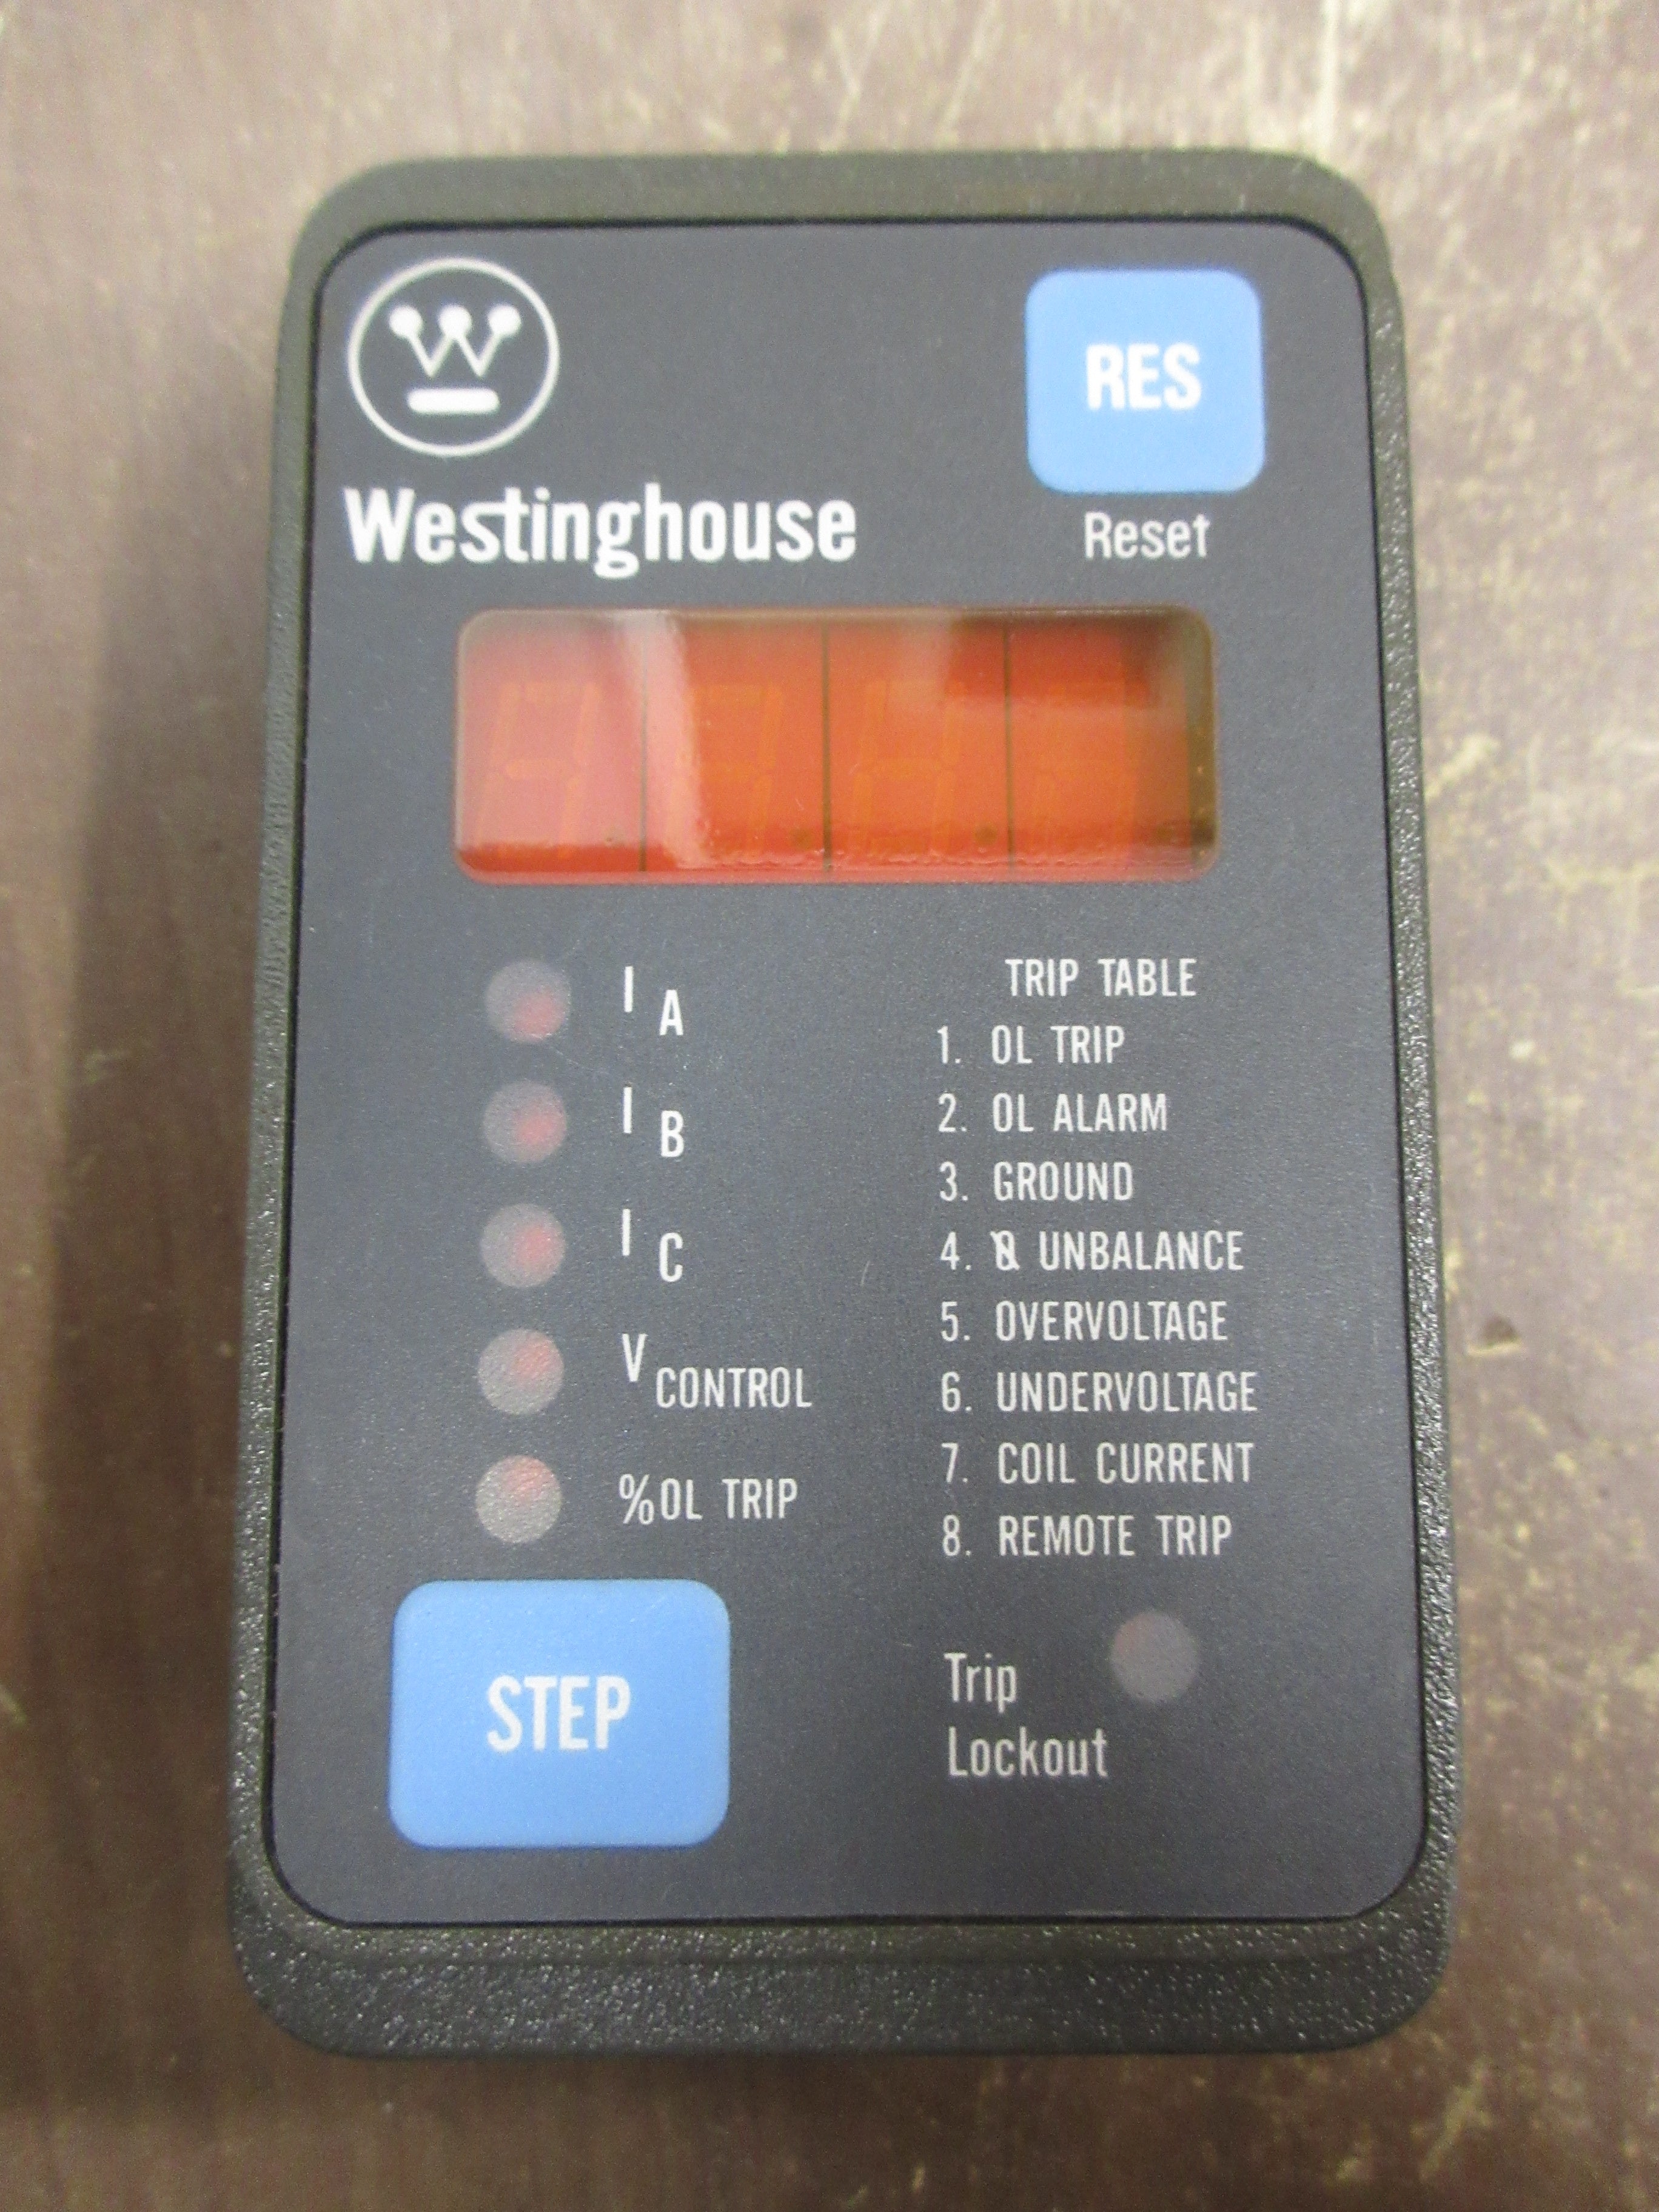 W
Westinghouse
RES
Reset
I A
I B
I C
V CONTROL
%OL TRIP
STEP
TRIP TABLE
1. OL TRIP
2. OL ALARM
3. GROUND
4. UNBALANCE
5. OVERVOLTAGE
6. UNDERVOLTAGE
7. COIL CURRENT
8. REMOTE TRIP
Trip
Lockout